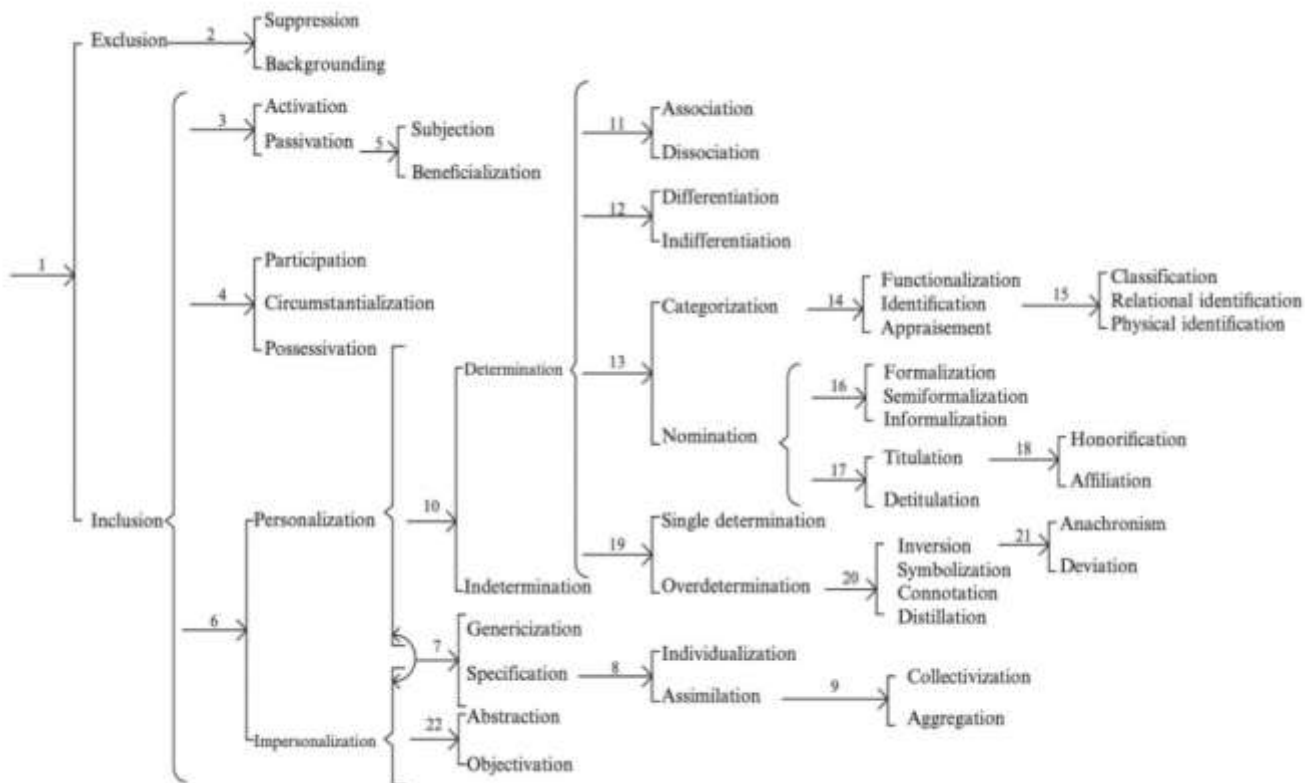 Exclusion 2 Suppression
Backgrounding
3 Activation
Passivation 5 Subjection
Beneficialization
11 Association
Dissociation
12 Differentiation
Indifferentiation
1
4 Participation
Circumstantialization
Possessivation
Determination
13 Categorization 14 Functionalization
Identification 15 Classification
Appraisement Relational identification
Physical identification
Nomination 16 Formalization
Semiformalization
Informalization
17 Titulation 18 Honorification
Detitulation Affiliation
Inclusion
6 Personalization 10
Indetermination
19 Single determination
Overdetermination 20 Inversion 21 Anachronism
Symbolization Deviation
Connotation
Distillation
7 Genericization
Specification 8 Individualization
Assimilation 9 Collectivization
Aggregation
Impersonalization 22 Abstraction
Objectivation